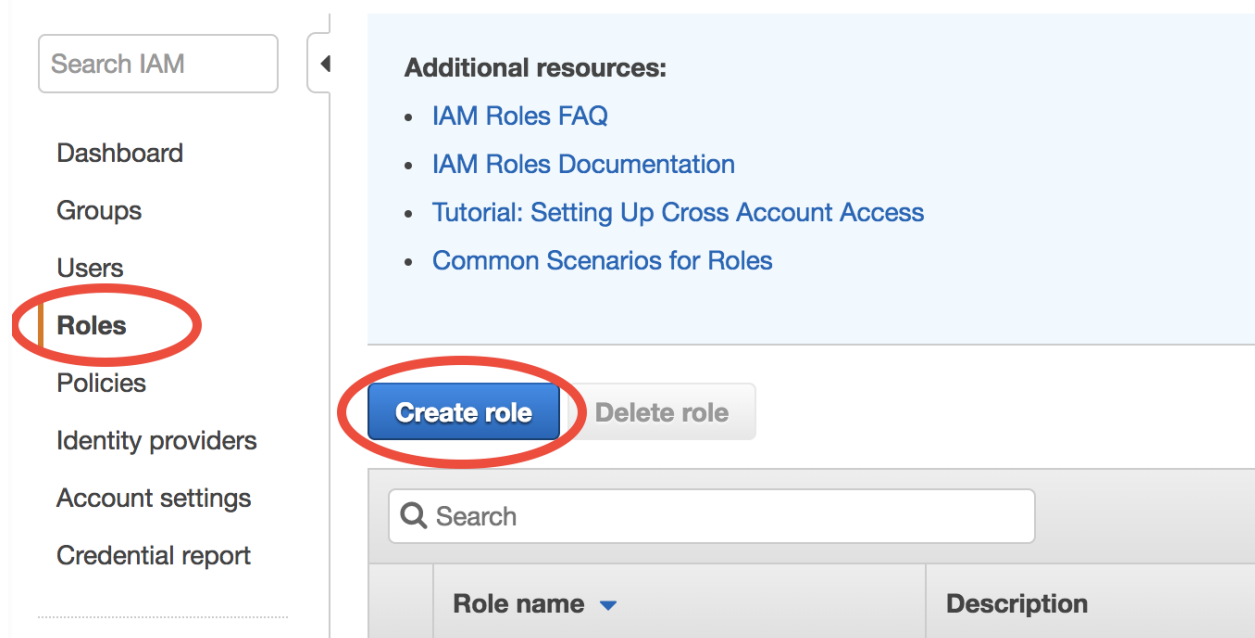 Search IAM
Dashboard
Groups
Users
Roles
Policies
Identity providers
Account settings
Credential report
Additional resources:
• IAM Roles FAQ
• IAM Roles Documentation
• Tutorial: Setting Up Cross Account Access
• Common Scenarios for Roles
Create role Delete role
Search
Role name Description